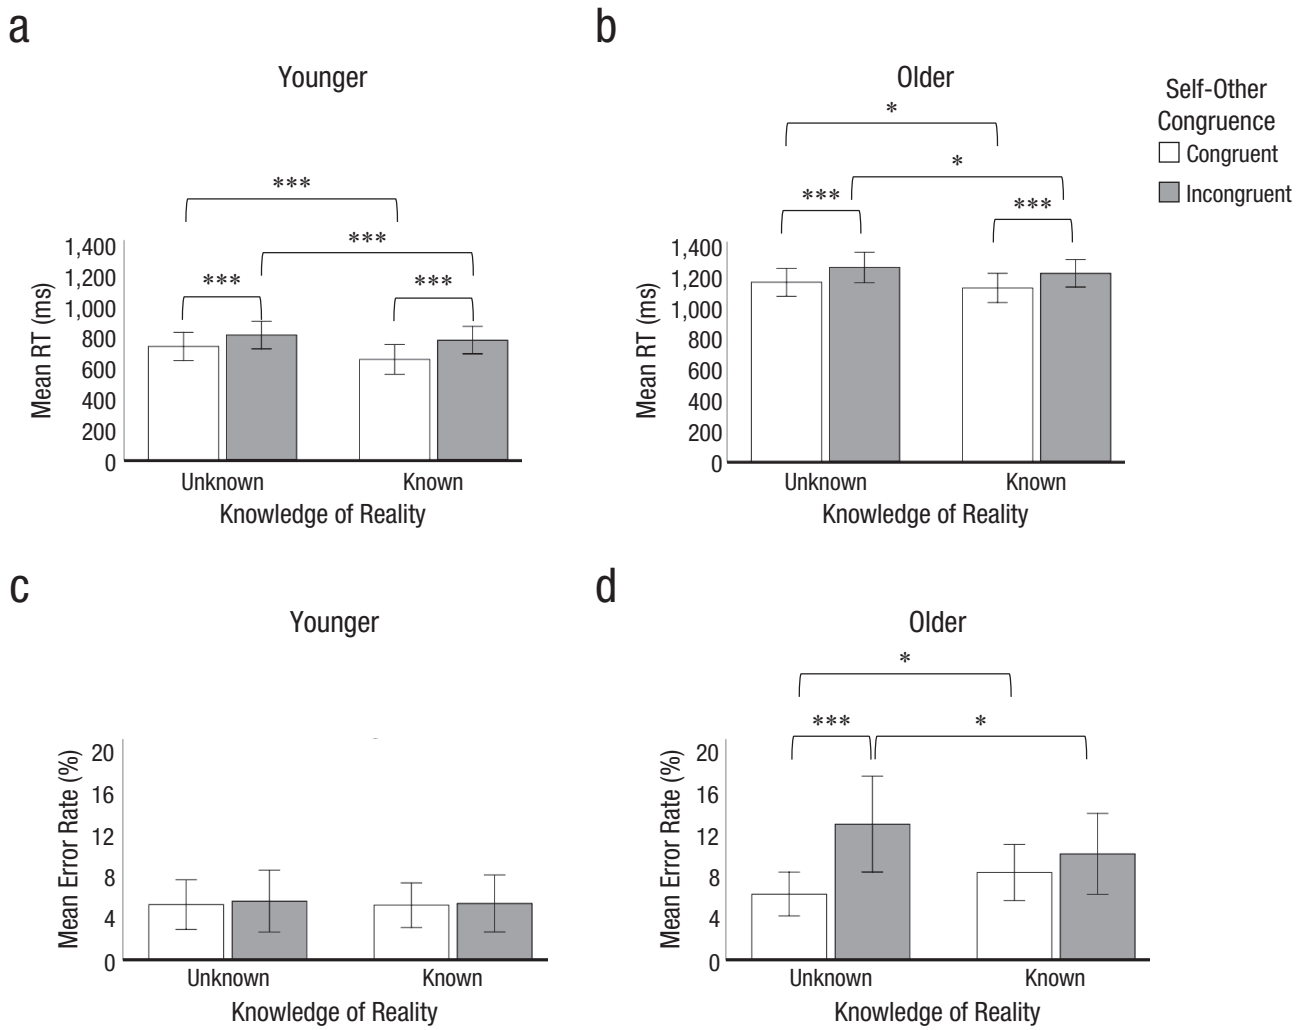 a
Younger
***
***
***
***
1,400
1,200
1,000
800
600
400
200
0
Mean RT (ms)
Unknown
Known
Knowledge of Reality
b
Older
*
*
***
***
1,400
1,200
1,000
800
600
400
200
0
Mean RT (ms)
Unknown
Known
Knowledge of Reality
Self-Other
Congruence
Congruent
Incongruent
c
Younger
20
16
12
8
4
0
Mean Error Rate (%)
Unknown
Known
Knowledge of Reality
d
Older
*
***
*
20
16
12
8
4
0
Mean Error Rate (%)
Unknown
Known
Knowledge of Reality